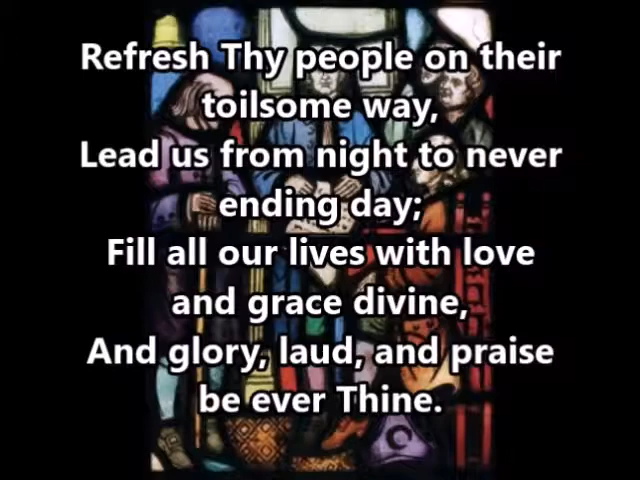 Refresh Thy people on their
toilsome way,
Lead us from night to never
ending day;
Fill all our lives with love
and grace divine,
And glory, laud, and praise
be ever Thine.